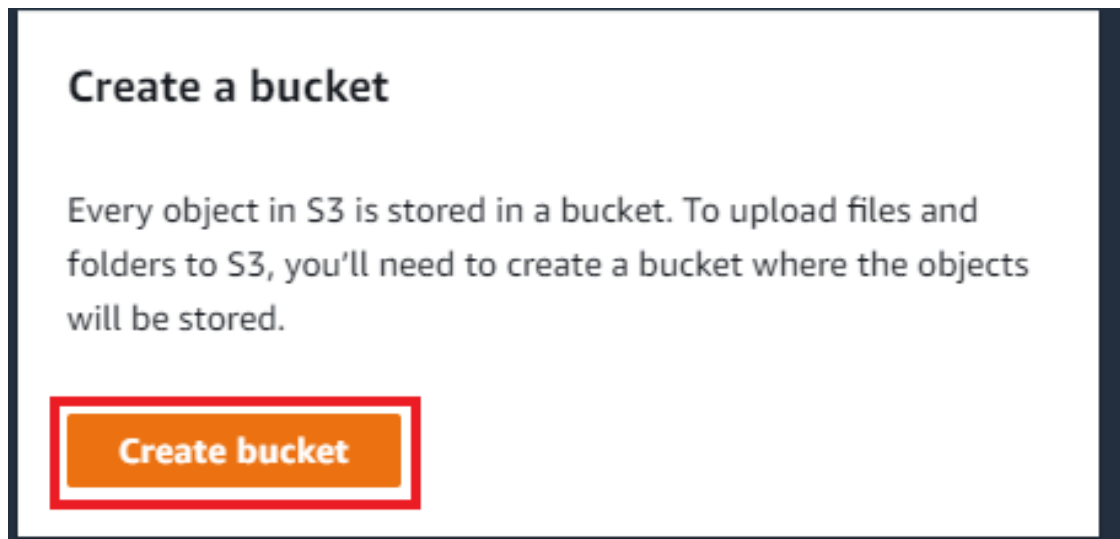 Create a bucket
Every object in S3 is stored in a bucket. To upload files and
folders to S3, you’ll need to create a bucket where the objects
will be stored.
Create bucket